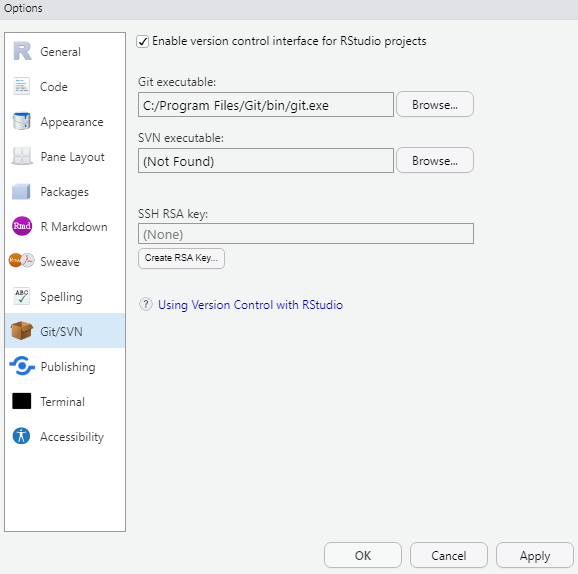 Options
General
Code
Appearance
Pane Layout
Packages
Rmd R Markdown
Sweave
ABC Spelling
Git/SVN
Publishing
Terminal
Accessibility
Enable version control interface for RStudio projects
Git executable:
C:/Program Files/Git/bin/git.exe Browse...
SVN executable:
(Not Found) Browse...
SSH RSA key:
(None)
Create RSA Key...
? Using Version Control with RStudio
OK Cancel Apply